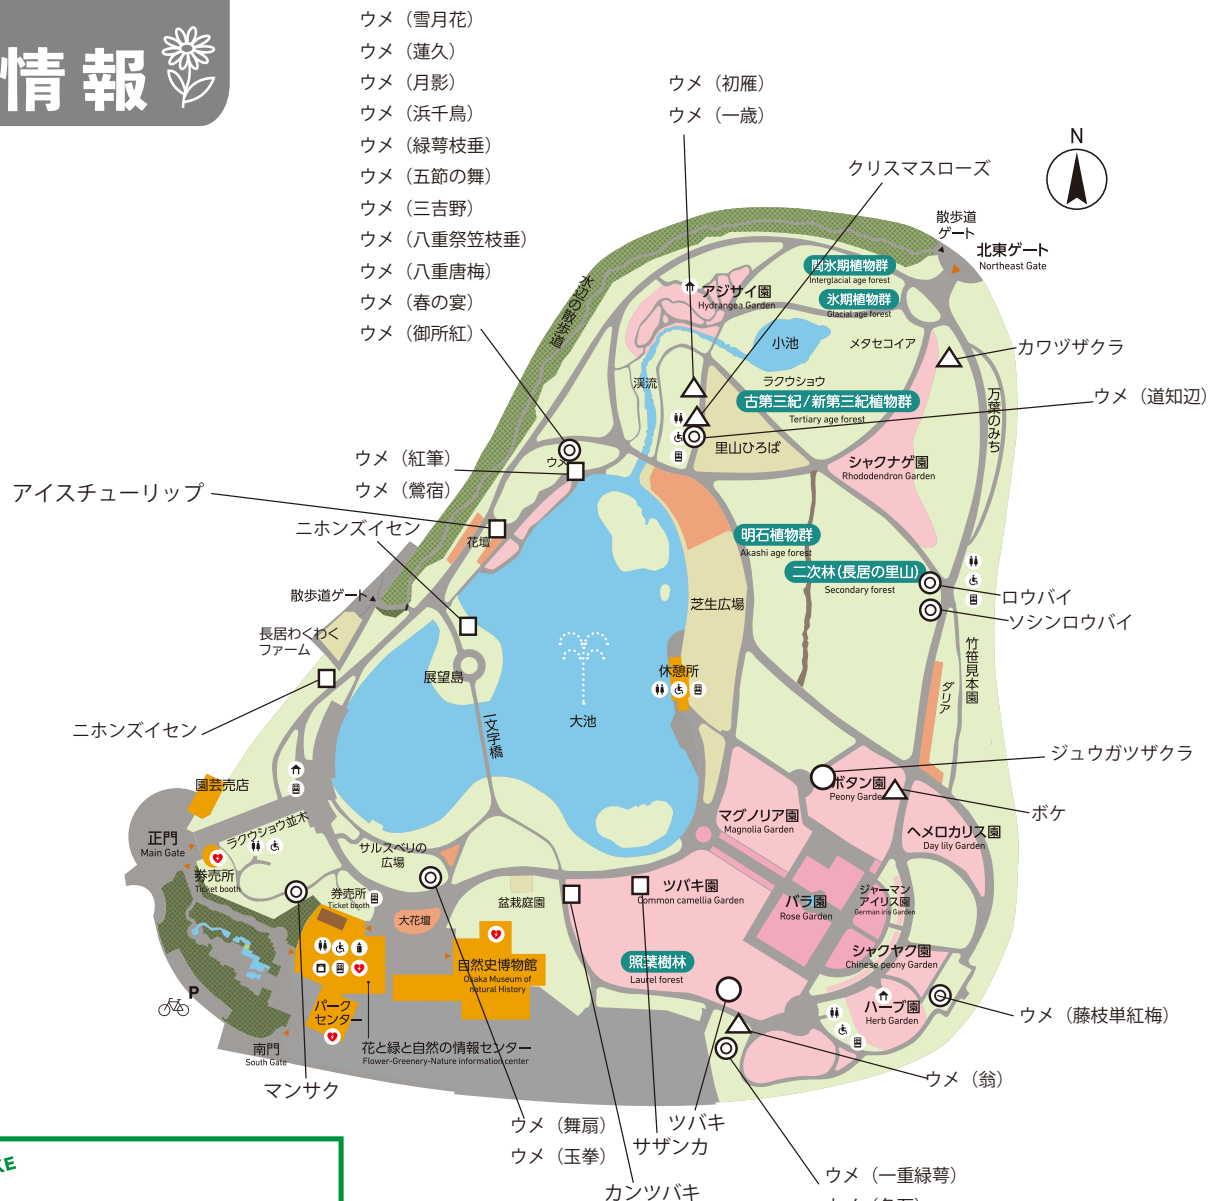 情報
ウメ（雪月花）
ウメ（蓮久）
ウメ（月影）
ウメ（浜千鳥）
ウメ（緑萼枝垂）
ウメ（五節の舞）
ウメ（三吉野）
ウメ（八重祭笠枝垂）
ウメ（八重唐梅）
ウメ（春の宴）
ウメ（御所紅）
ウメ（初雁）
ウメ（一歳）
クリスマスローズ
N
散歩道
ゲート
北東ゲート
Northeast Gate
間氷期植物群
Interglacial age forest
氷期植物群
Glacial age forest
アジサイ園
Hydrangea Garden
水辺の散歩道
小池
メタセコイア
カワヅザクラ
渓流
ラクウショウ
古第三紀/新第三紀植物群
Tertiary age forest
万葉のみち
ウメ（道知辺）
里山ひろば
シャクナゲ園
Rhododendron Garden
ウメ
ウメ（紅筆）
ウメ（鶯宿）
アイスチューリップ
ニホンズイセン
花壇
明石植物群
Akashi age forest
二次林(長居の里山)
Secondary forest
ロウバイ
ソシンロウバイ
散歩道ゲート
芝生広場
長居わくわく
ファーム
竹笹見本園
展望島
休憩所
ダリア
大池
一文字橋
ニホンズイセン
ジュウガツザクラ
園芸売店
ボタン園
Peony Garden
ボケ
ラクウショウ並木
正門
Main Gate
マグノリア園
Magnolia Garden
ヘメロカリス園
Day lily Garden
サルスベリの
広場
券売所
Ticket booth
券売所
Ticket booth
ツバキ園
Common camellia Garden
盆栽庭園
バラ園
Rose Garden
ジャーマン
アイリス園
German iris Garden
大花壇
シャクヤク園
Chinese peony Garden
照葉樹林
Laurel forest
自然史博物館
Osaka Museum of
natural History
P
パーク
センター
ハーブ園
Herb Garden
ウメ（藤枝単紅梅）
南門
South Gate
花と緑と自然の情報センター
Flower-Greenery-Nature information center
ウメ（翁）
マンサク
ウメ（舞扇）
ウメ（玉拳）
ツバキ
サザンカ
カンツバキ
ウメ（一重緑萼）